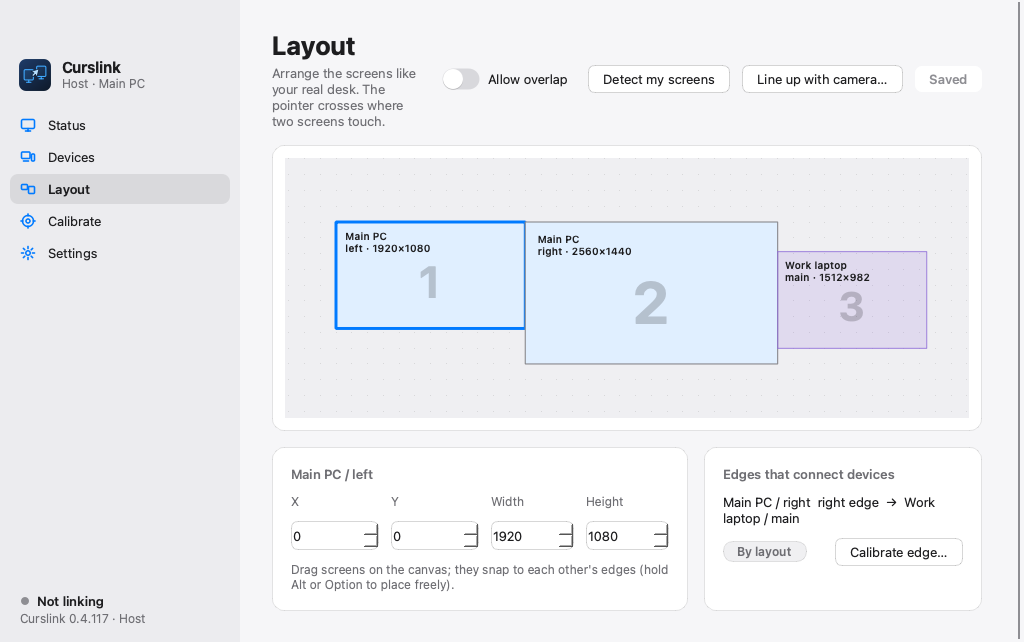 Curslink
Host · Main PC
Status
Devices
Layout
Calibrate
Settings
Not linking
Curslink 0.4.117 · Host
Layout
Arrange the screens like
your real desk. The
pointer crosses where
two screens touch.
Allow overlap
Detect my screens
Line up with camera...
Saved
Main PC
left · 1920×1080
1
Main PC
right · 2560×1440
2
Work laptop
main · 1512×982
3
Main PC / left
X
Y
Width
Height
0
0
1920
1080
Drag screens on the canvas; they snap to each other's edges (hold
Alt or Option to place freely).
Edges that connect devices
Main PC / right right edge → Work
laptop / main
By layout
Calibrate edge...